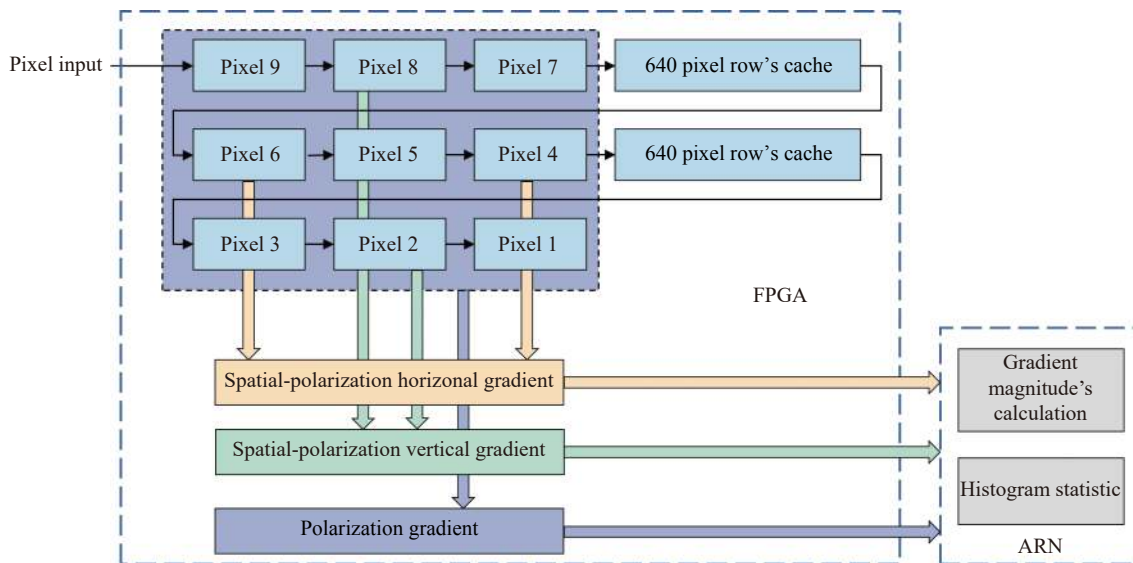 Pixel input
Pixel 9
Pixel 8
Pixel 7
640 pixel row's cache
Pixel 6
Pixel 5
Pixel 4
640 pixel row's cache
Pixel 3
Pixel 2
Pixel 1
FPGA
Spatial-polarization horizonal gradient
Spatial-polarization vertical gradient
Polarization gradient
Gradient
magnitude's
calculation
Histogram statistic
ARN